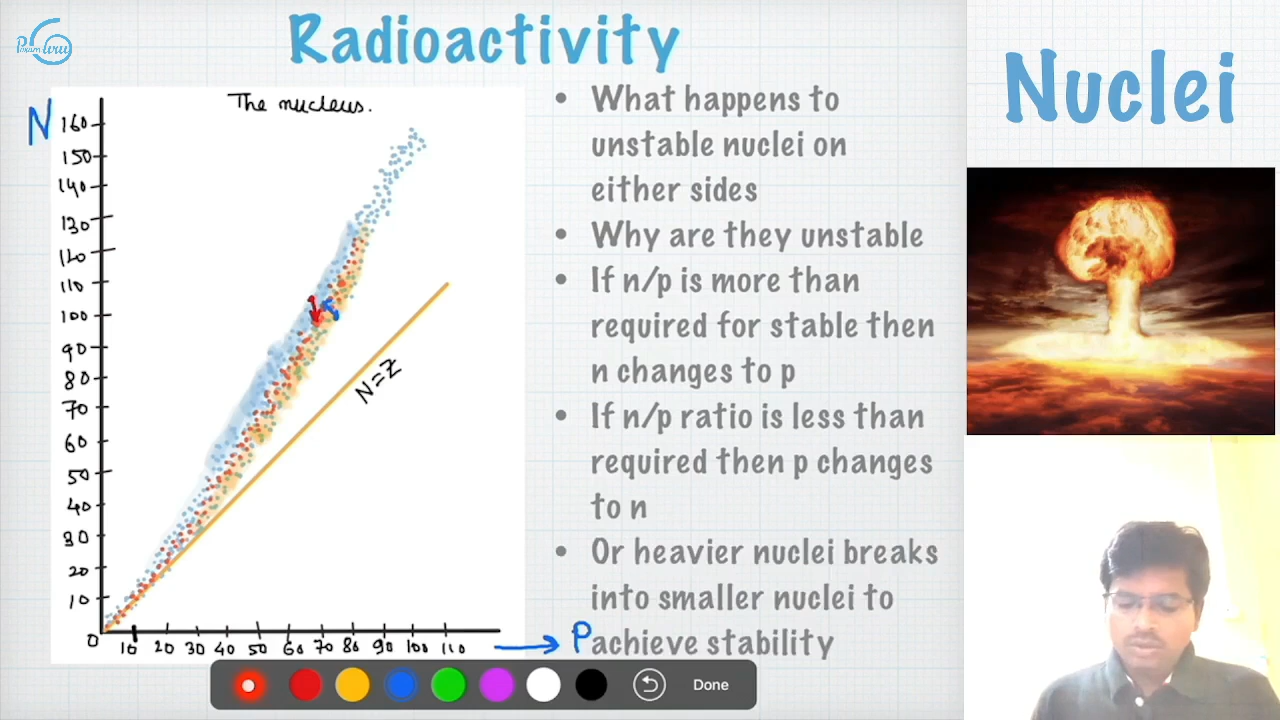 Radioactivity
Nuclei
The nucleus.
N
160
150
140
130
120
110
100
90
80
70
60
50
40
30
20
10
0
10 20 30 40 50 60 70 80 90 100 110
P
N=Z
• What happens to
unstable nuclei on
either sides
• Why are they unstable
• If n/p is more than
required for stable then
n changes to p
• If n/p ratio is less than
required then p changes
to n
• Or heavier nuclei breaks
into smaller nuclei to
achieve stability
Done